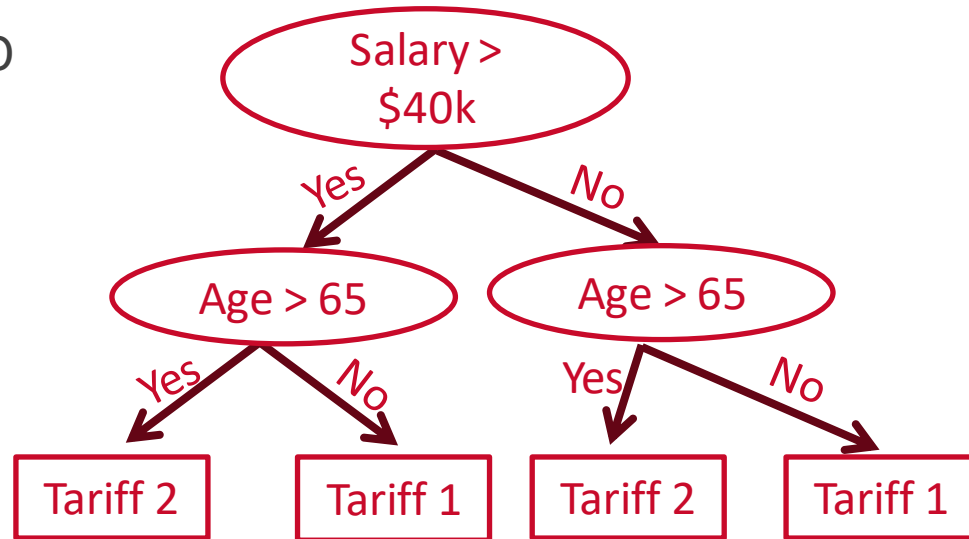 Salary >
$40k
Yes
No
Age > 65
Age > 65
Yes
No
Yes
No
Tariff 2
Tariff 1
Tariff 2
Tariff 1